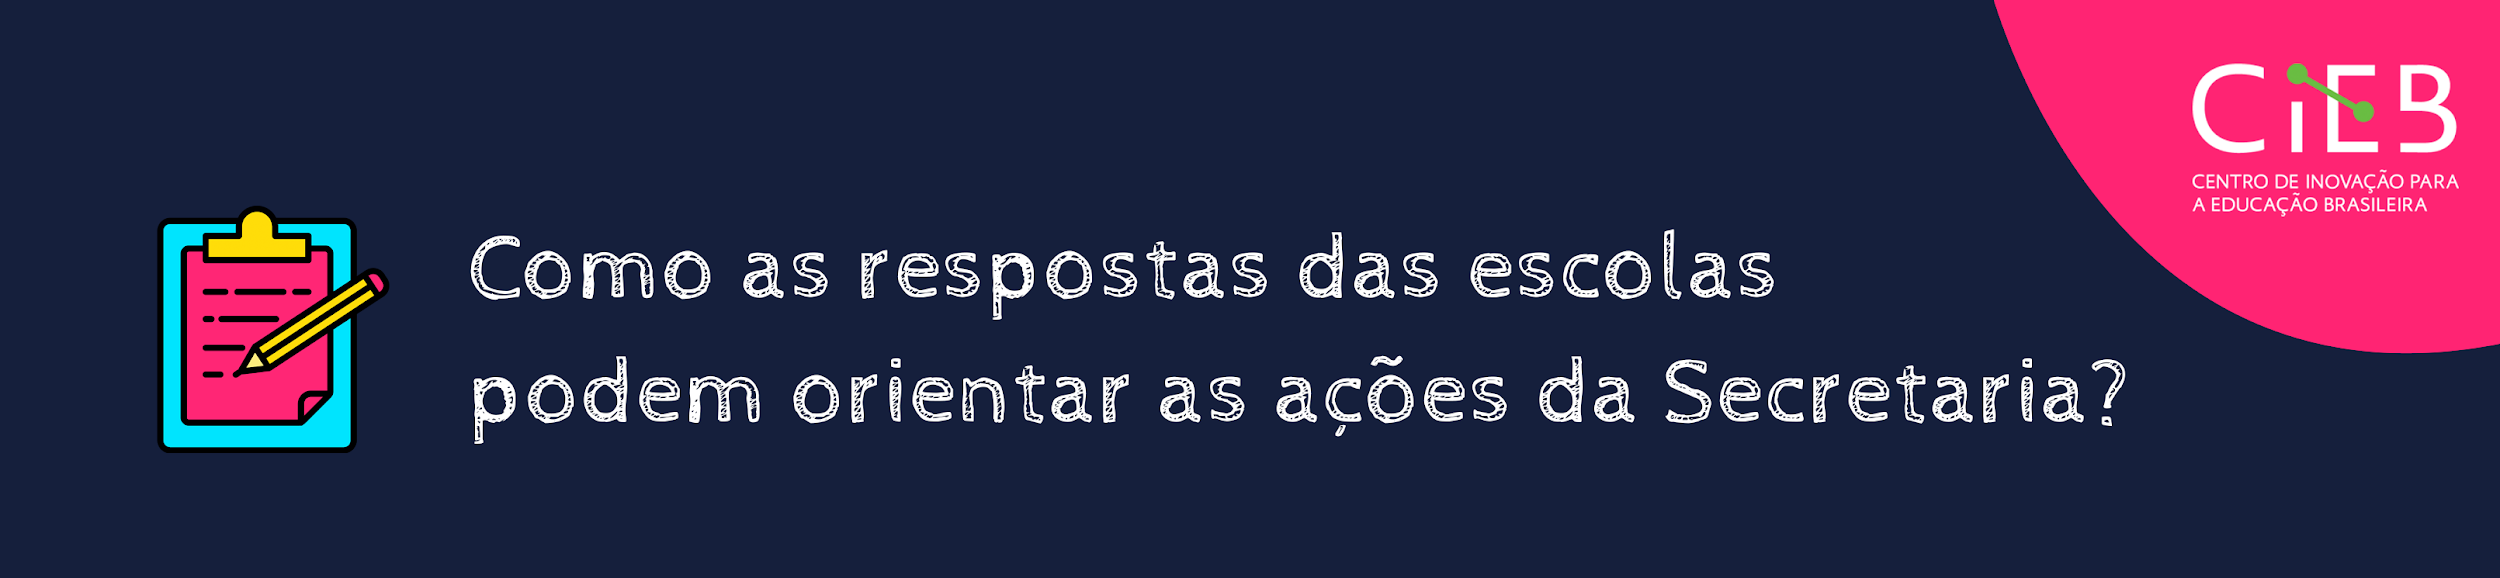 CiEB
CENTRO DE INOVAÇÃO PARA
A EDUCAÇÃO BRASILEIRA
Como as respostas das escolas
podem orientar as ações da Secretaria?